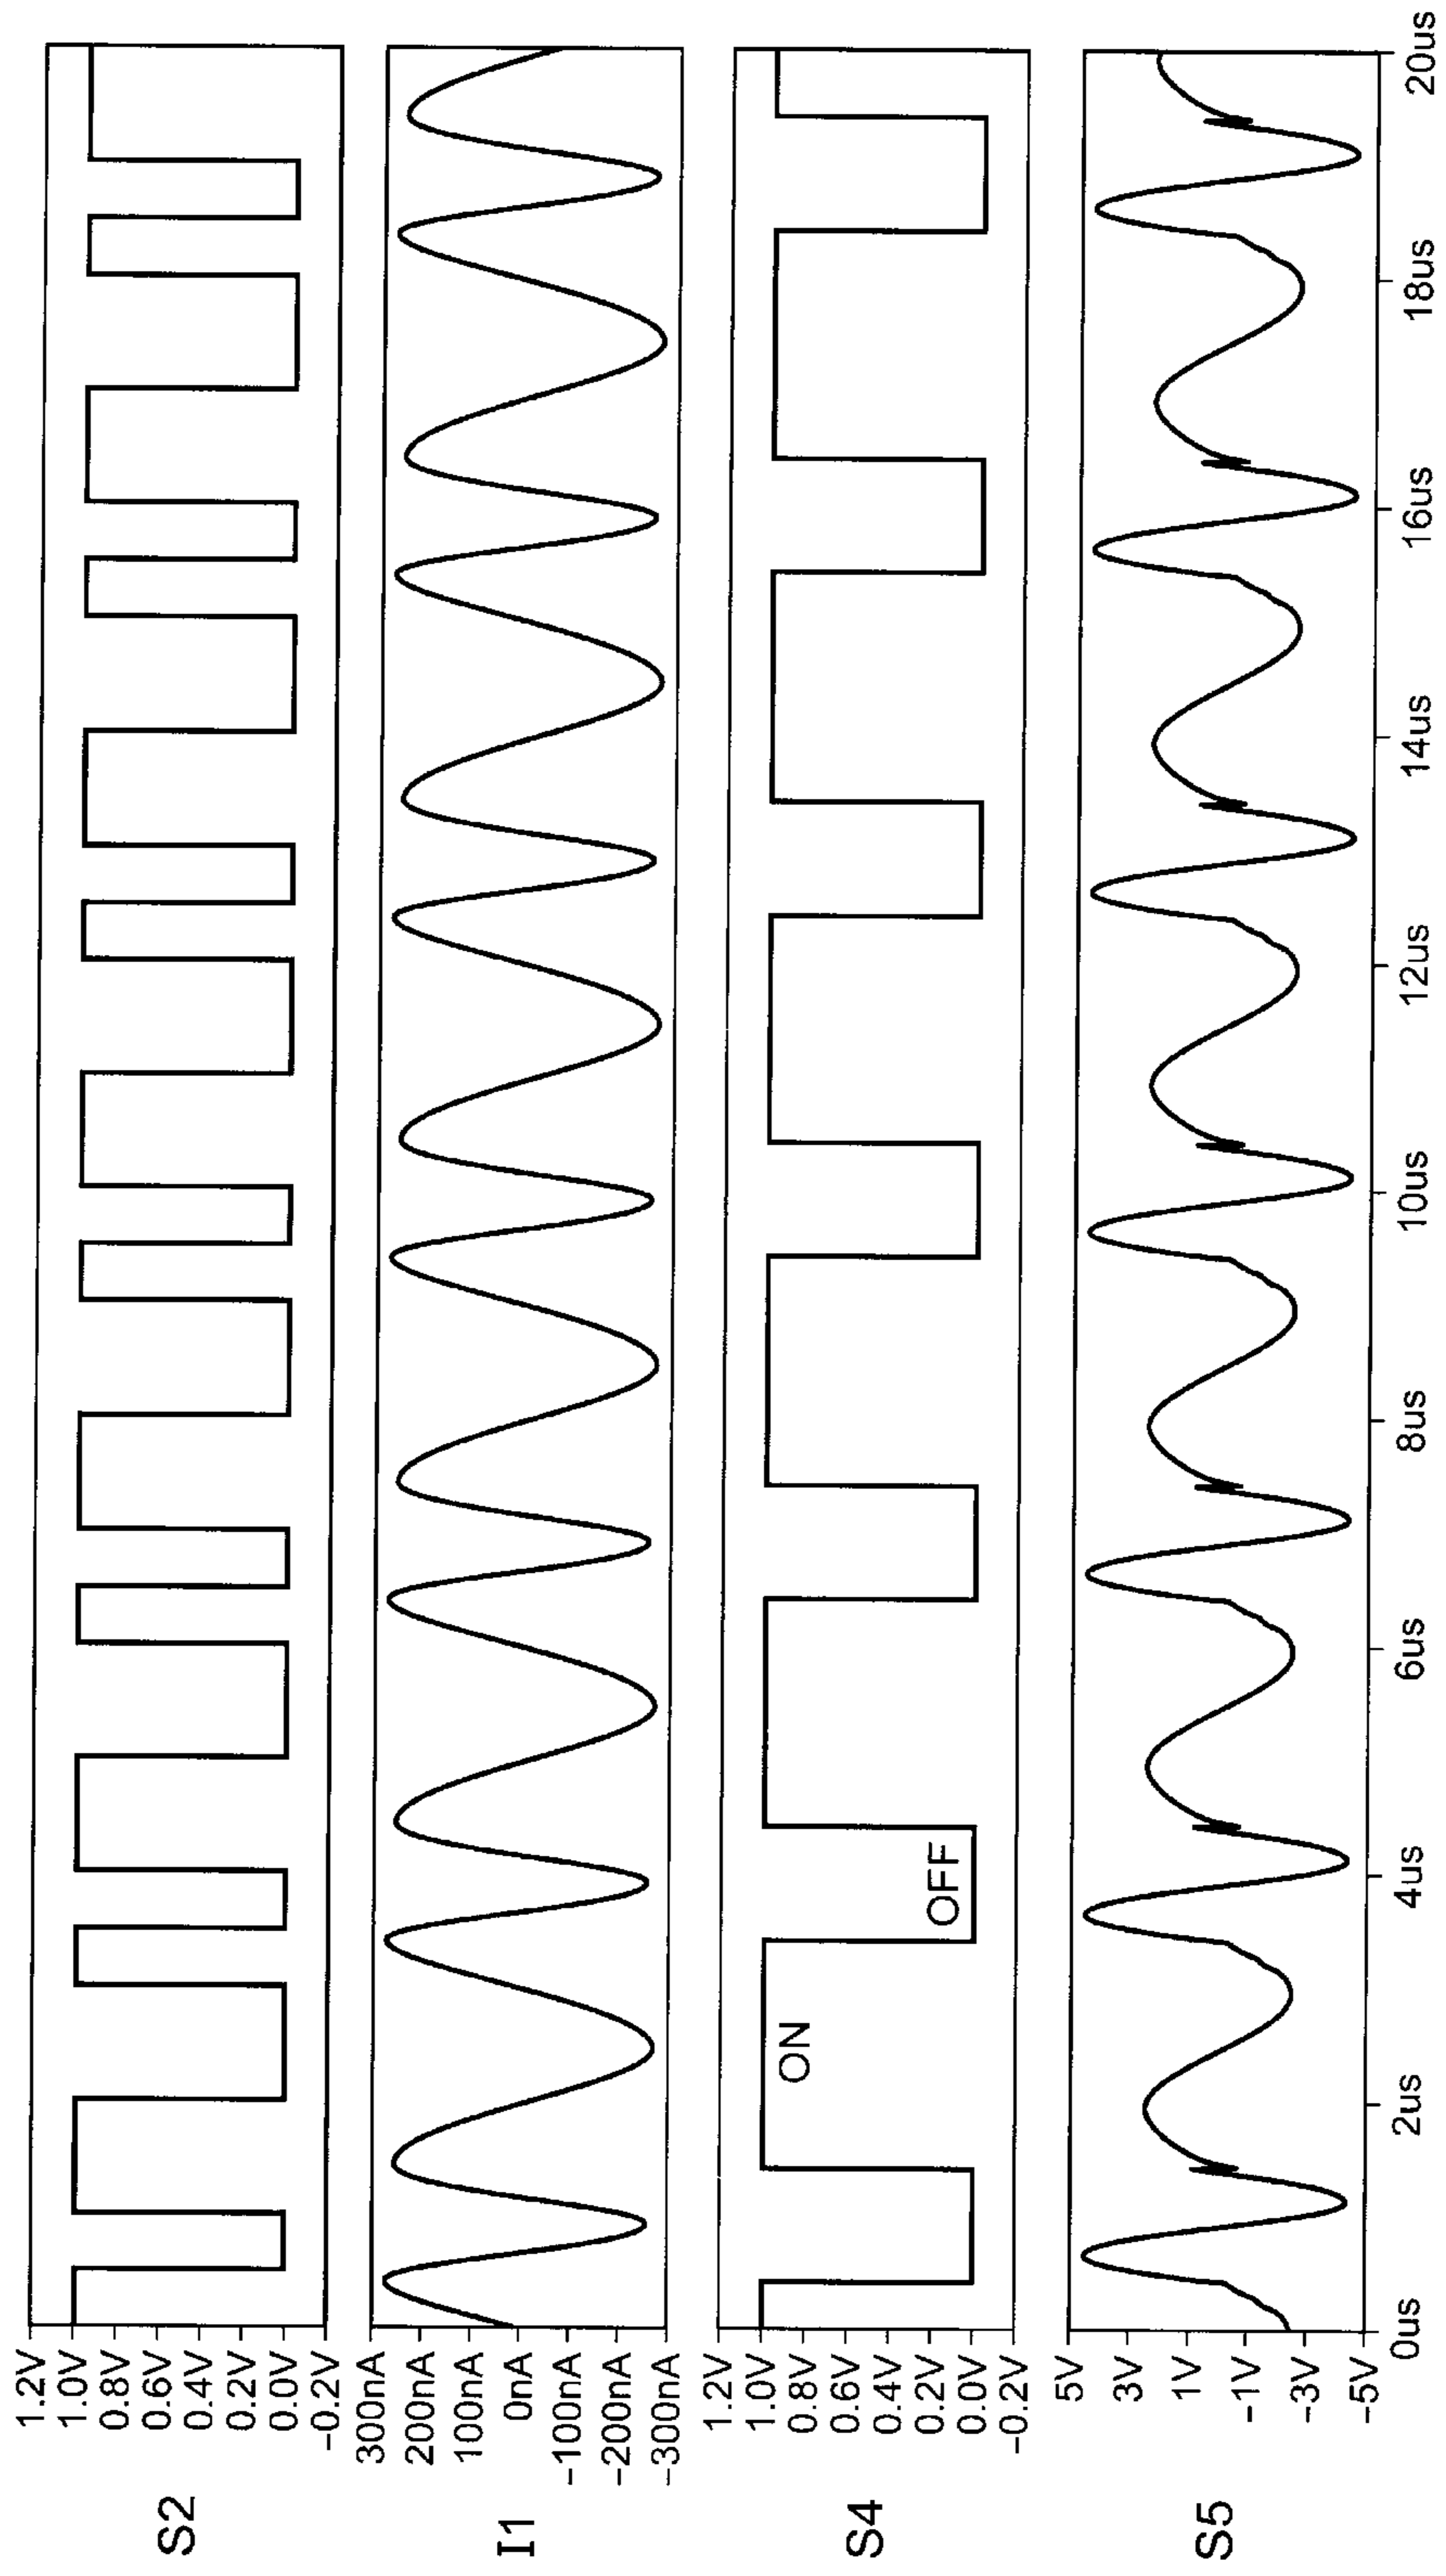 S2
1.2V
1.0V
0.8V
0.6V
0.4V
0.2V
0.0V
-0.2V
I1
300nA
200nA
100nA
0nA
-100nA
-200nA
-300nA
S4
1.2V
1.0V
0.8V
0.6V
0.4V
0.2V
0.0V
-0.2V
ON
OFF
S5
5V
3V
1V
-1V
-3V
-5V
0us 2us 4us 6us 8us 10us 12us 14us 16us 18us 20us